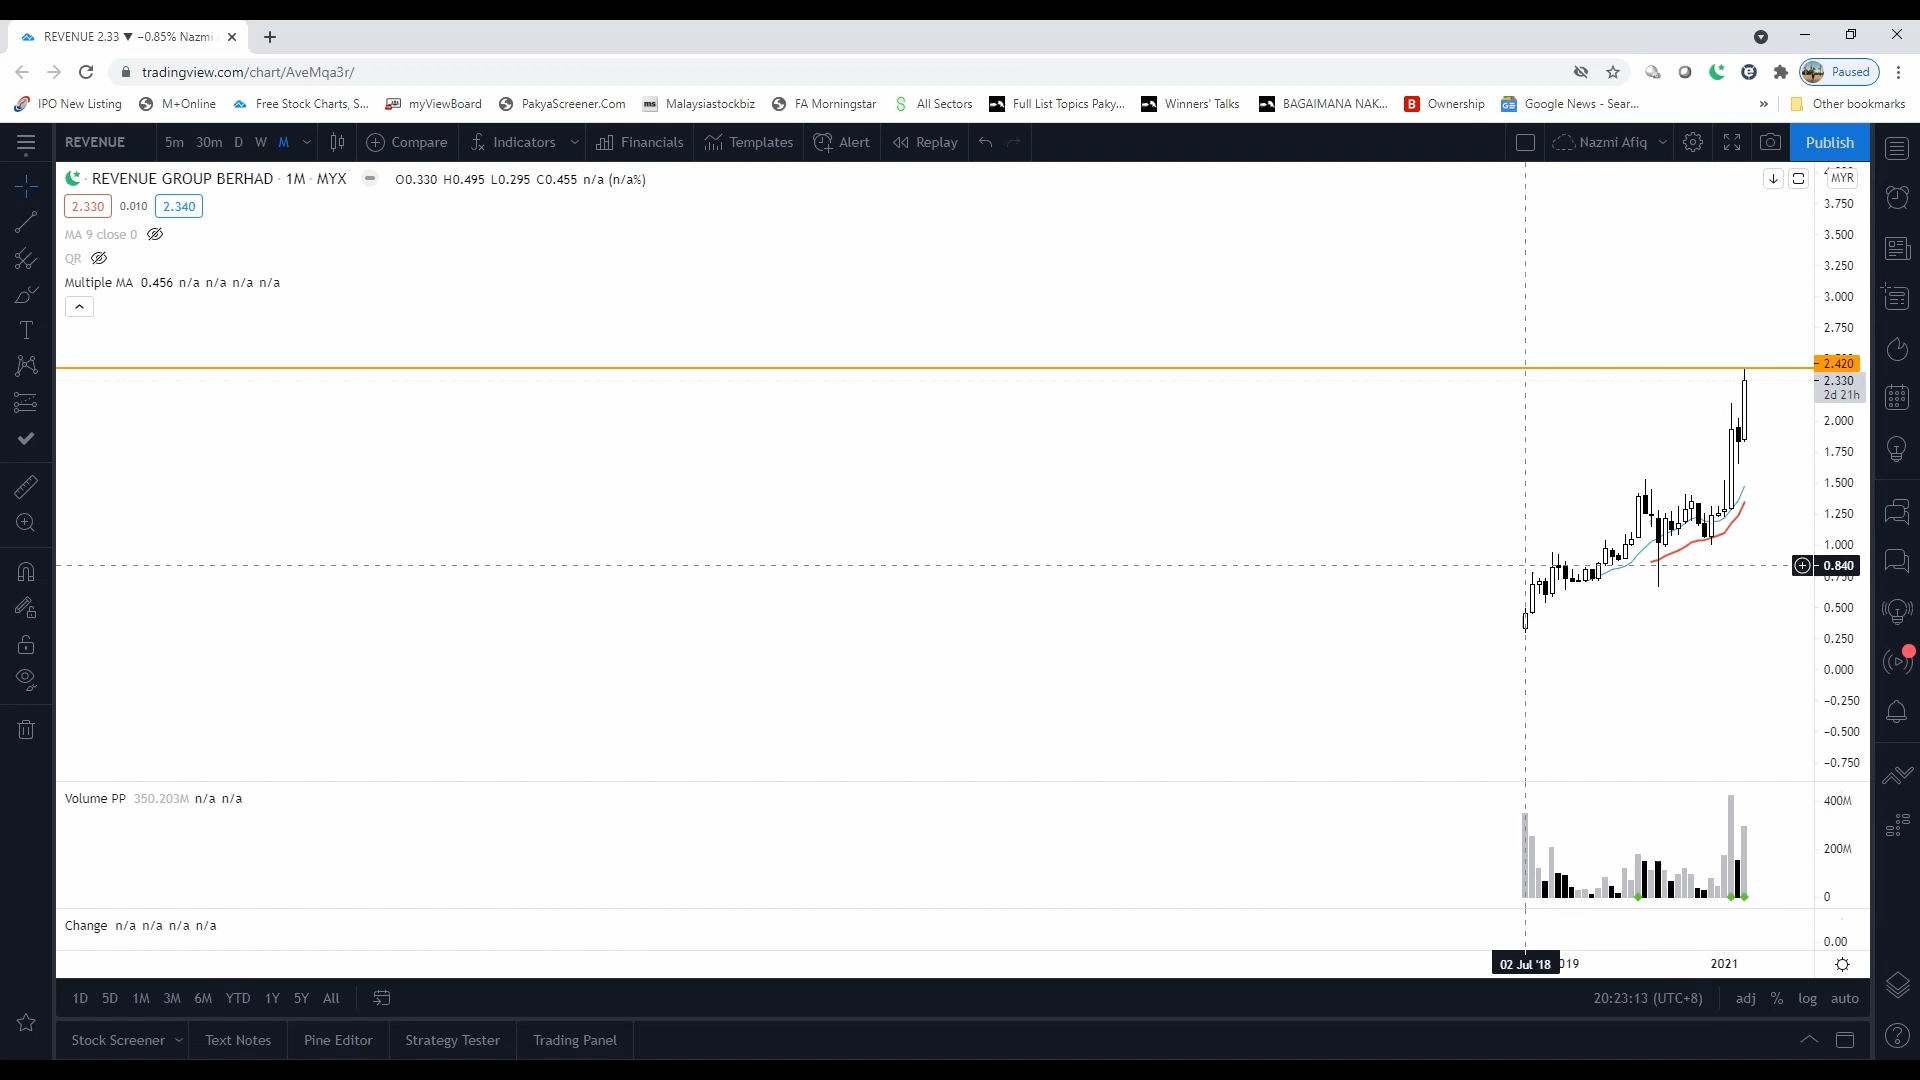 REVENUE 2.33 ▼ −0.85% Nazmi
tradingview.com/chart/AveMqa3r/
Paused
IPO New Listing
M+Online
Free Stock Charts, S...
myViewBoard
PakyaScreener.Com
ms
Malaysiastockbiz
FA Morningstar
S
All Sectors
Full List Topics Paky...
Winners' Talks
BAGAIMANA NAK...
B
Ownership
GE
Google News - Sear...
»
Other bookmarks
REVENUE
5m 30m D W M
Compare
Indicators
Financials
Templates
Alert
Replay
Nazmi Afiq
Publish
· REVENUE GROUP BERHAD · 1M · MYX
O0.330 H0.495 L0.295 C0.455 n/a (n/a%)
MYR
2.330 0.010 2.340
MA 9 close 0
QR
Multiple MA 0.456 n/a n/a n/a n/a
3.750
3.500
3.250
3.000
2.750
2.420
2.330
2d 21h
2.000
1.750
1.500
1.250
1.000
0.840
0.750
0.500
0.250
0.000
−0.250
−0.500
−0.750
Volume PP 350.203M n/a n/a
400M
200M
0
Change n/a n/a n/a n/a
0.00
02 Jul '18
019
2021
1D 5D 1M 3M 6M YTD 1Y 5Y All
20:23:13 (UTC+8)
adj % log auto
Stock Screener
Text Notes
Pine Editor
Strategy Tester
Trading Panel